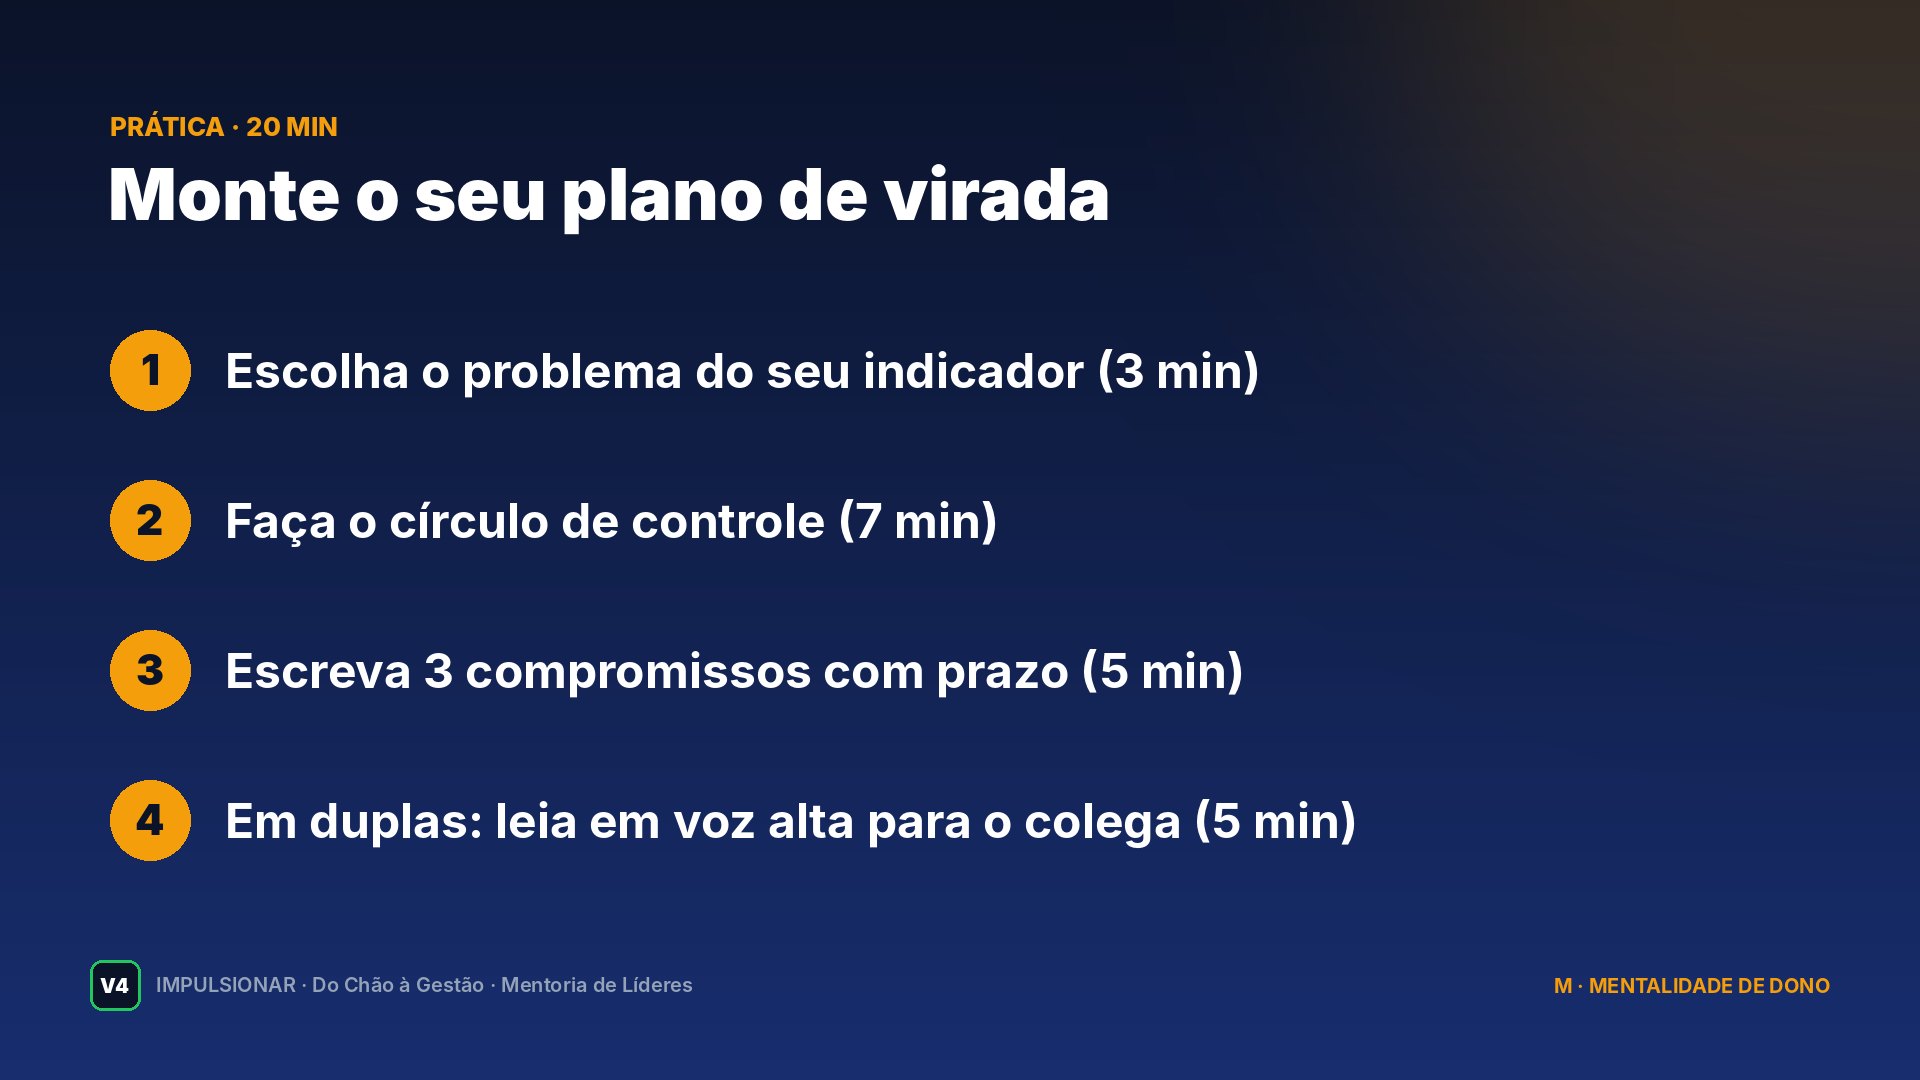 PRÁTICA · 20 MIN
Monte o seu plano de virada
1 Escolha o problema do seu indicador (3 min)
2 Faça o círculo de controle (7 min)
3 Escreva 3 compromissos com prazo (5 min)
4 Em duplas: leia em voz alta para o colega (5 min)
V4 IMPULSIONAR · Do Chão à Gestão · Mentoria de Líderes
M · MENTALIDADE DE DONO